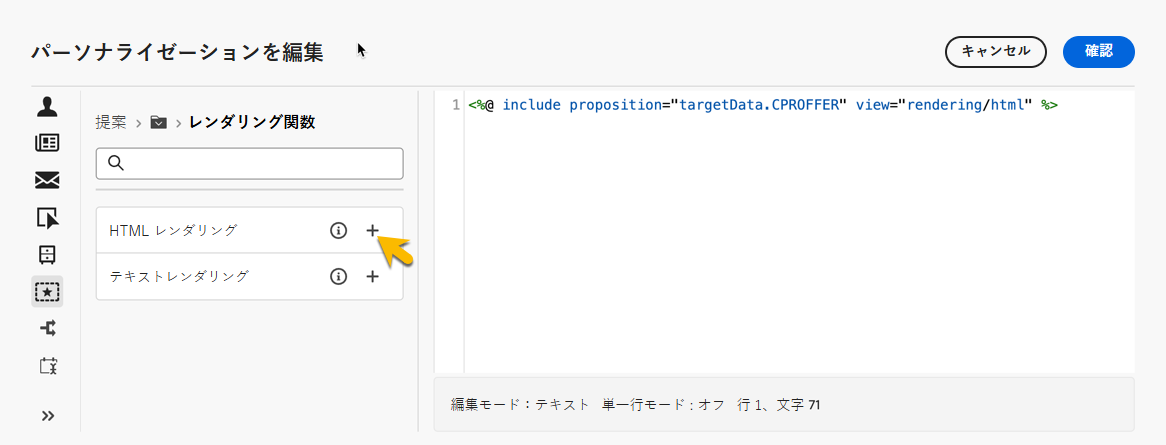 パーソナライゼーションを編集
キャンセル
確認
提案 > > レンダリング関数
HTML レンダリング
テキストレンダリング
1 <%@ include proposition="targetData.CPROFFER" view="rendering/html" %>
編集モード：テキスト 単一行モード : オフ 行 1、文字 71